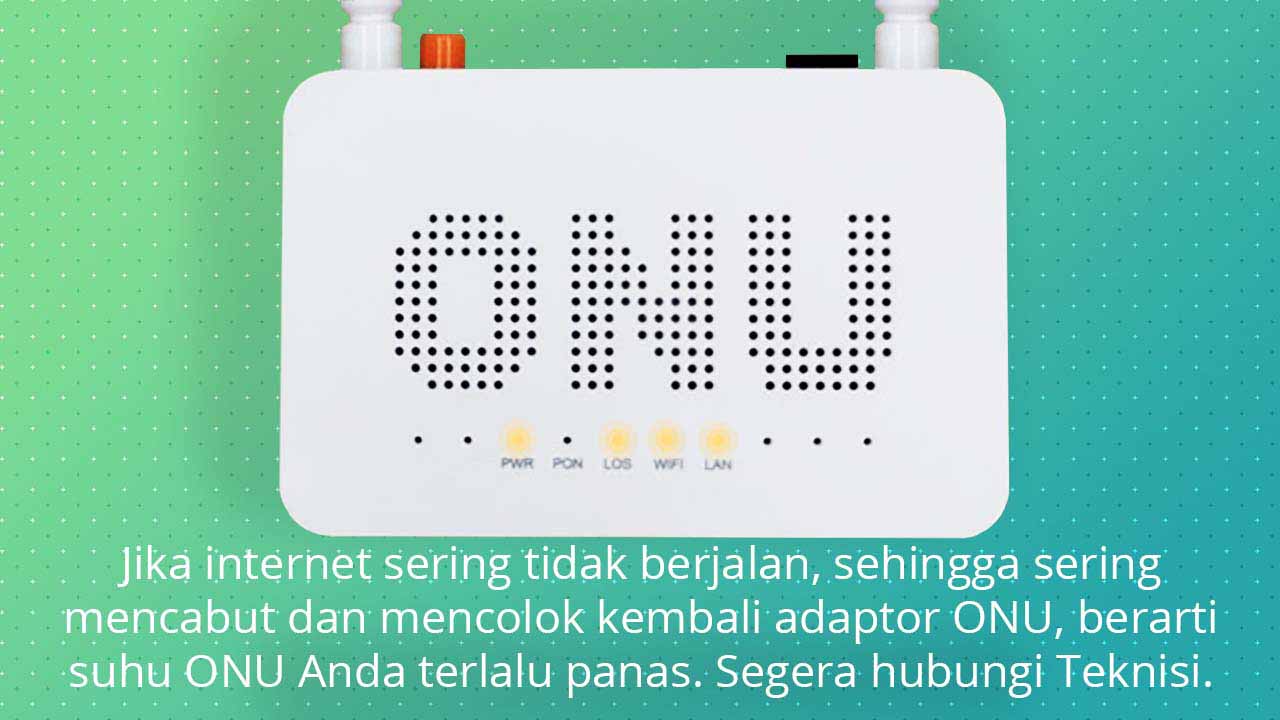 ONU
PWR PON LOS WIFI LAN
Jika internet sering tidak berjalan, sehingga sering
mencabut dan mencolok kembali adaptor ONU, berarti
suhu ONU Anda terlalu panas. Segera hubungi Teknisi.